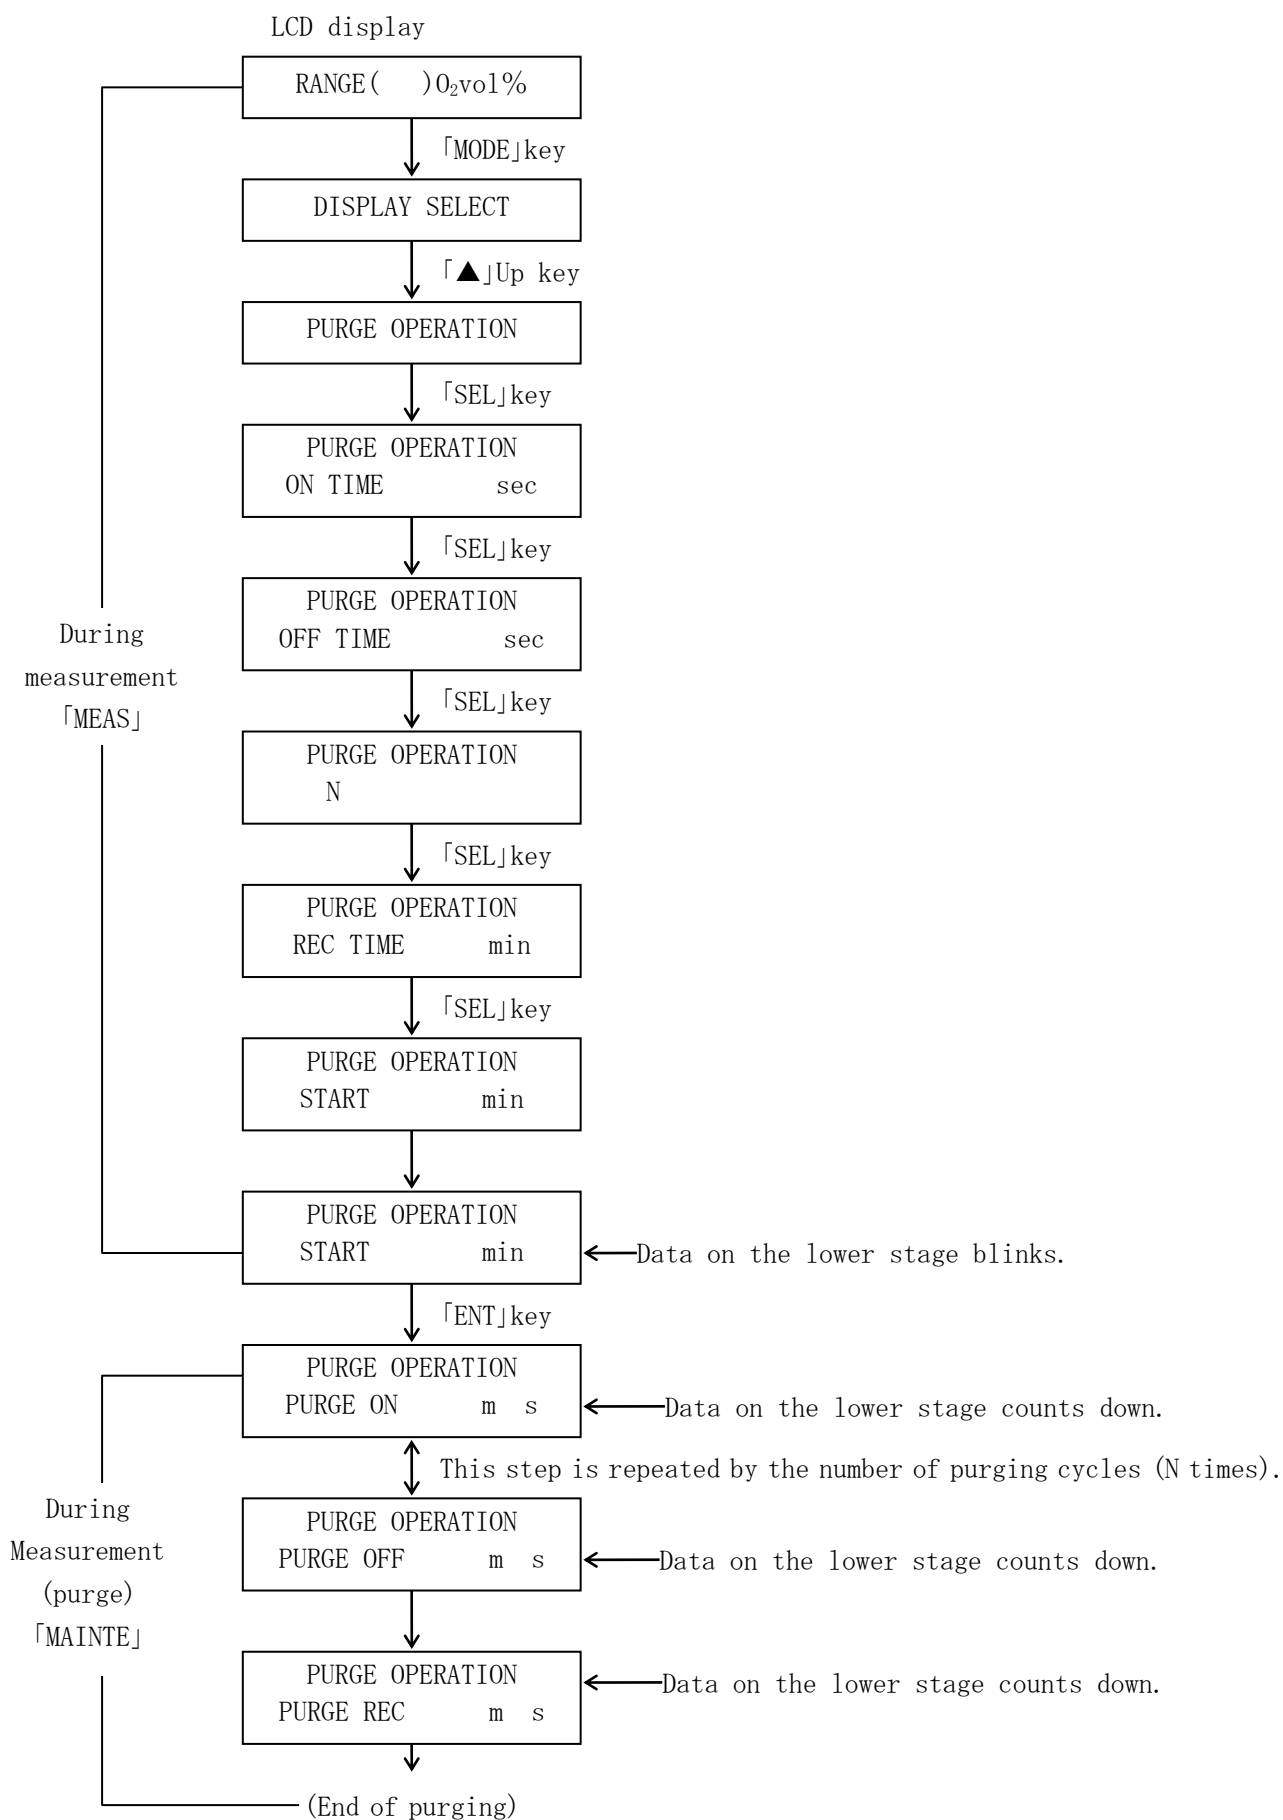 LCD display
RANGE(   )O₂vol%
「MODE」key
DISPLAY SELECT
「▲」Up key
PURGE OPERATION
「SEL」key
PURGE OPERATION
ON TIME sec
「SEL」key
PURGE OPERATION
OFF TIME sec
During
measurement
「MEAS」
「SEL」key
PURGE OPERATION
N
「SEL」key
PURGE OPERATION
REC TIME min
「SEL」key
PURGE OPERATION
START min
PURGE OPERATION
START min
Data on the lower stage blinks.
「ENT」key
PURGE OPERATION
PURGE ON m s
Data on the lower stage counts down.
This step is repeated by the number of purging cycles (N times).
During
Measurement
(purge)
「MAINTE」
PURGE OPERATION
PURGE OFF m s
Data on the lower stage counts down.
PURGE OPERATION
PURGE REC m s
Data on the lower stage counts down.
(End of purging)